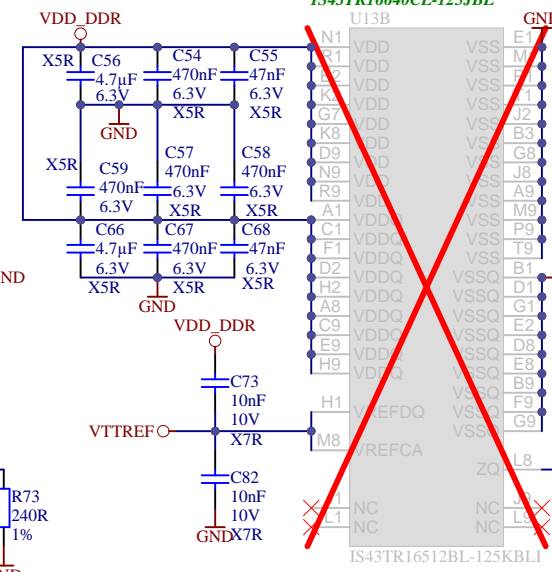 IS43TR16640CL-125JBL
VDD_DDR
U13B
GND
X5R
C56
4.7µF
6.3V
C54
470nF
6.3V
X5R
C55
47nF
6.3V
X5R
GND
X5R
C59
470nF
6.3V
C57
470nF
6.3V
X5R
C58
470nF
6.3V
X5R
C66
4.7µF
6.3V
X5R
C67
470nF
6.3V
X5R
C68
47nF
6.3V
X5R
GND
ND
VDD_DDR
C73
10nF
10V
X7R
VTTREF
C82
10nF
10V
X7R
GND
R73
240R
1%
N1 VDD VSS E1
R1 VDD VSS
VDD VSS
VDD VSS
G7 VDD VSS J2
K8 VDD VSS B3
D9 VDD VSS G8
N9 VDD VSS J8
R9 VDD VSS A9
A1 VDDQ VSS M9
C1 VDDQ VSS P9
F1 VDDQ VSS T9
D2 VDDQ VSSQ B1
H2 VDDQ VSSQ D1
A8 VDDQ VSSQ G1
C9 VDDQ VSSQ E2
E9 VDDQ VSSQ D8
H9 VDDQ VSSQ E8
VSSQ B9
H1 VREFDQ VSSQ F9
VSSQ G9
M8 VREFCA
ZQ L8
NC NC
L1 NC NC L9
IS43TR16512BL-125KBLI